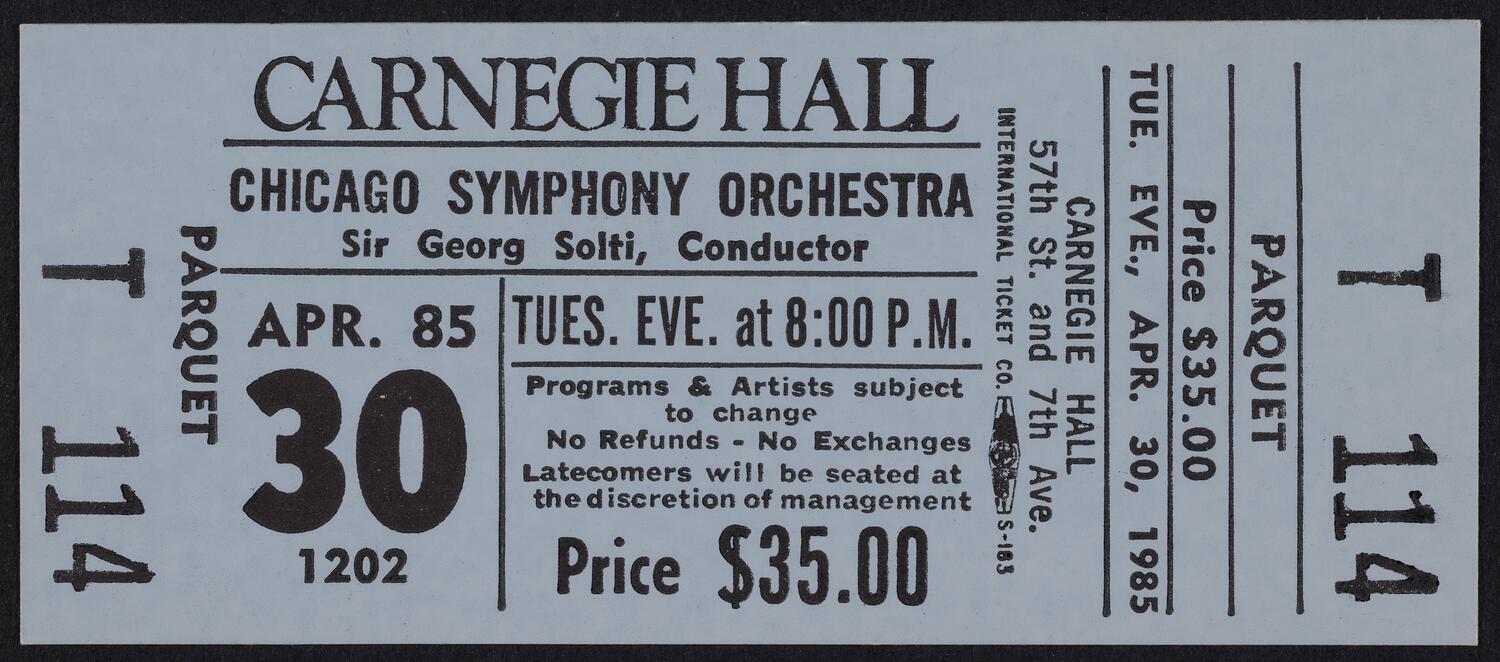 T 114
PARQUET
CARNEGIE HALL
CHICAGO SYMPHONY ORCHESTRA
Sir Georg Solti, Conductor
APR. 85
30
1202
TUES. EVE. at 8:00 P.M.
Programs & Artists subject
to change
No Refunds - No Exchanges
Latecomers will be seated at
the discretion of management
Price $35.00
INTERNATIONAL TICKET CO. S-183
57th St. and 7th Ave.
CARNEGIE HALL
TUE. EVE., APR. 30, 1985
Price $35.00
PARQUET
T 114